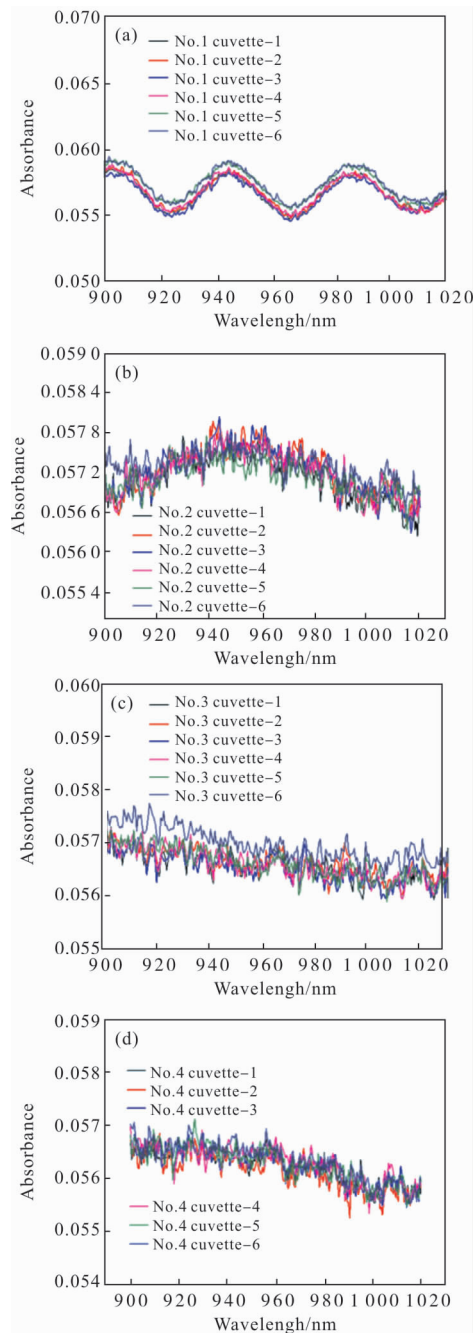 0.070
(a)
No.1 cuvette-1
No.1 cuvette-2
No.1 cuvette-3
No.1 cuvette-4
No.1 cuvette-5
No.1 cuvette-6
0.065
0.060
0.055
0.050
Absorbance
900 920 940 960 980 1 000 1 020
Wavelengh/nm
0.059 0
(b)
0.058 4
0.057 8
0.057 2
0.056 6
0.056 0
0.055 4
Absorbance
No.2 cuvette-1
No.2 cuvette-2
No.2 cuvette-3
No.2 cuvette-4
No.2 cuvette-5
No.2 cuvette-6
900 920 940 960 980 1 000 1020
Wavelengh/nm
0.060
(c)
No.3 cuvette-1
No.3 cuvette-2
No.3 cuvette-3
No.3 cuvette-4
No.3 cuvette-5
No.3 cuvette-6
0.059
0.058
0.057
0.056
0.055
Absorbance
900 920 940 960 980 1 000 1020
Wavelengh/nm
0.059
(d)
No.4 cuvette-1
No.4 cuvette-2
No.4 cuvette-3
0.058
0.057
0.056
0.055
0.054
Absorbance
No.4 cuvette-4
No.4 cuvette-5
No.4 cuvette-6
900 920 940 960 980 1 000 1 020
Wavelengh/nm